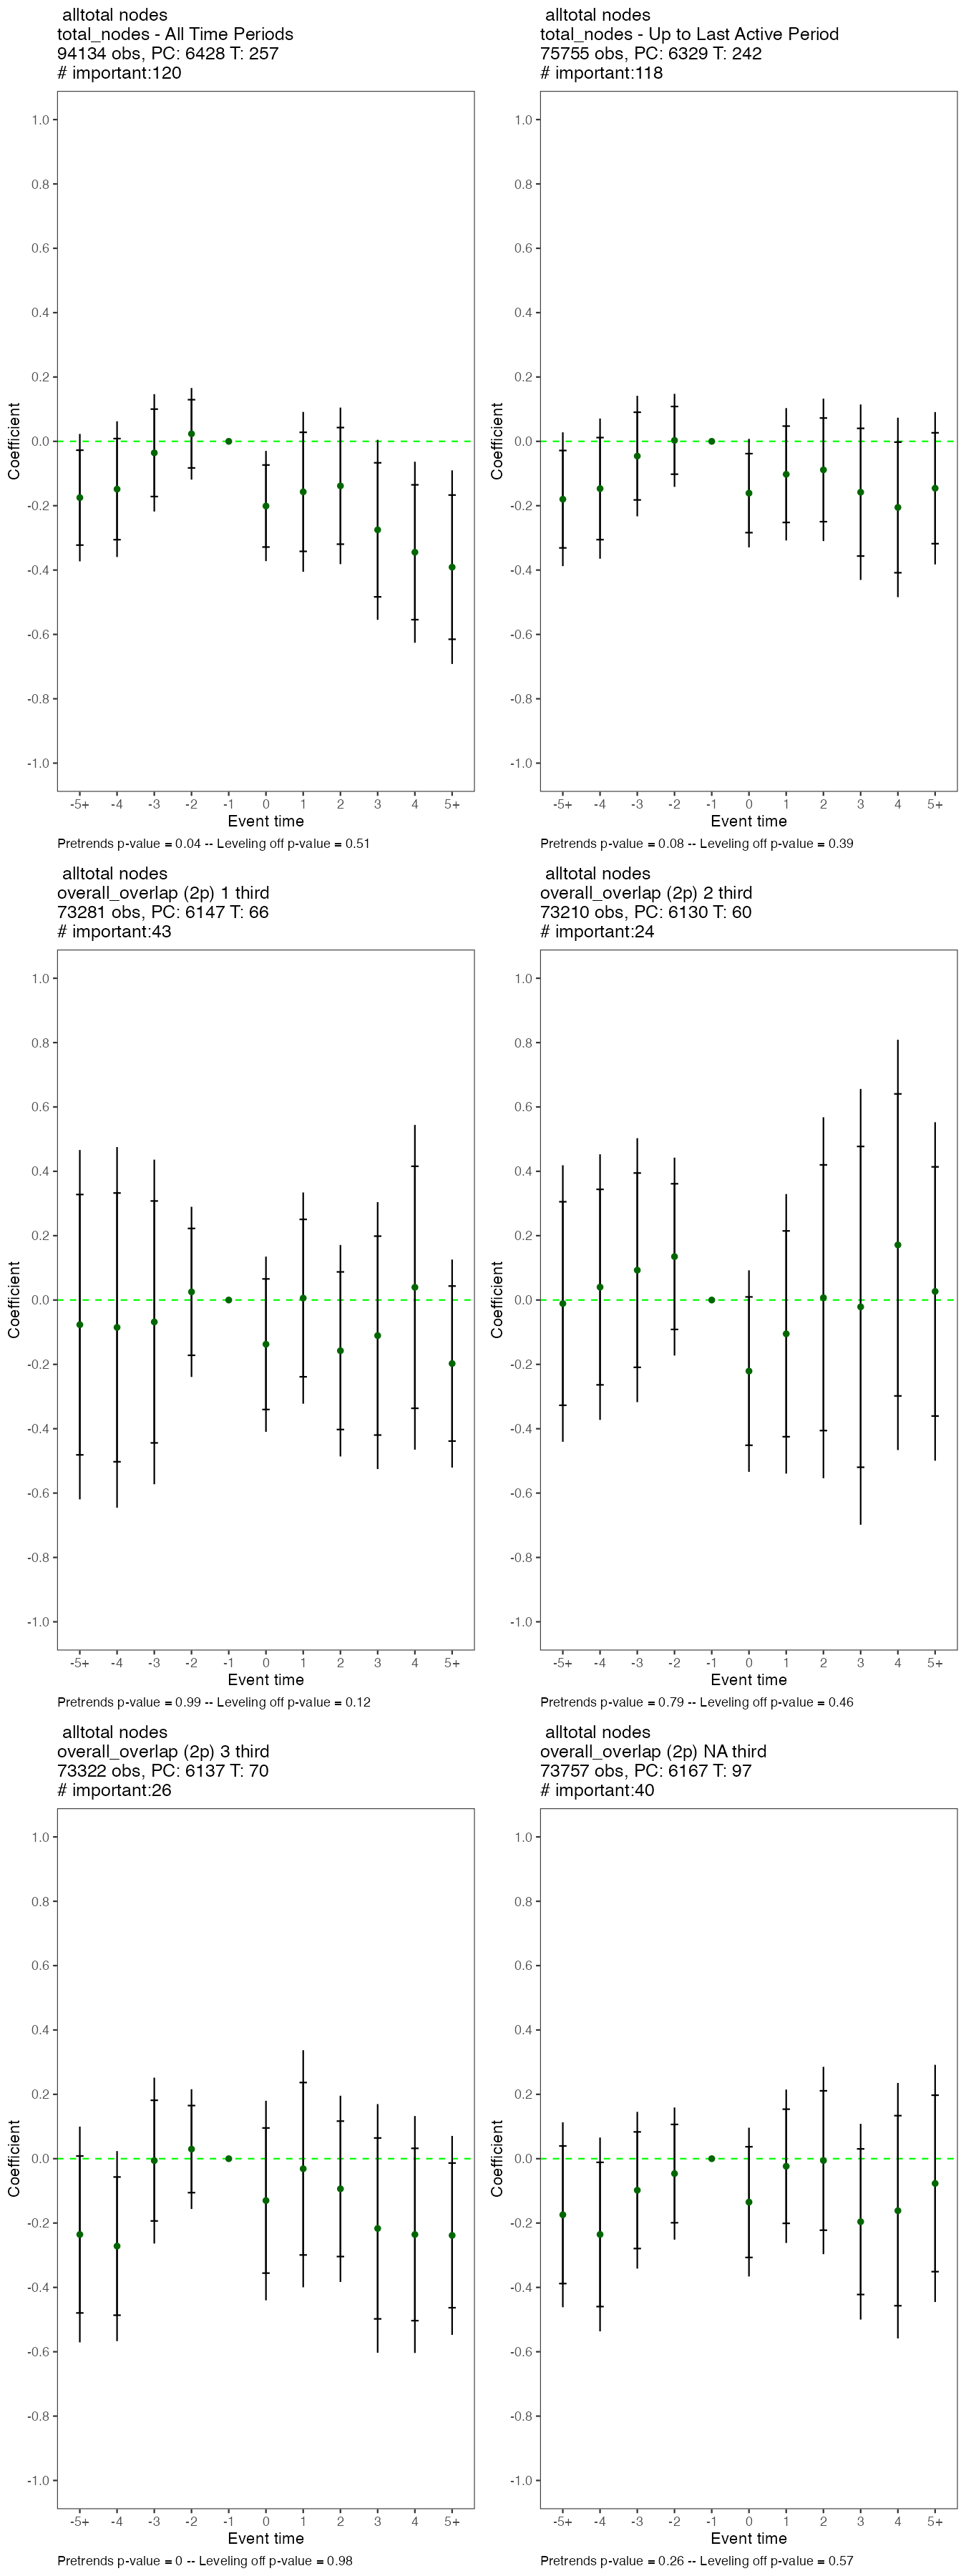 alltotal nodes
total_nodes - All Time Periods
94134 obs, PC: 6428 T: 257
# important:120
1.0
0.8
0.6
0.4
0.2
0.0
-0.2
-0.4
-0.6
-0.8
-1.0
Coefficient
-5+ -4 -3 -2 -1 0 1 2 3 4 5+
Event time
Pretrends p-value = 0.04 -- Leveling off p-value = 0.51
alltotal nodes
total_nodes - Up to Last Active Period
75755 obs, PC: 6329 T: 242
# important:118
1.0
0.8
0.6
0.4
0.2
0.0
-0.2
-0.4
-0.6
-0.8
-1.0
Coefficient
-5+ -4 -3 -2 -1 0 1 2 3 4 5+
Event time
Pretrends p-value = 0.08 -- Leveling off p-value = 0.39
alltotal nodes
overall_overlap (2p) 1 third
73281 obs, PC: 6147 T: 66
# important:43
1.0
0.8
0.6
0.4
0.2
0.0
-0.2
-0.4
-0.6
-0.8
-1.0
Coefficient
-5+ -4 -3 -2 -1 0 1 2 3 4 5+
Event time
Pretrends p-value = 0.99 -- Leveling off p-value = 0.12
alltotal nodes
overall_overlap (2p) 2 third
73210 obs, PC: 6130 T: 60
# important:24
1.0
0.8
0.6
0.4
0.2
0.0
-0.2
-0.4
-0.6
-0.8
-1.0
Coefficient
-5+ -4 -3 -2 -1 0 1 2 3 4 5+
Event time
Pretrends p-value = 0.79 -- Leveling off p-value = 0.46
alltotal nodes
overall_overlap (2p) 3 third
73322 obs, PC: 6137 T: 70
# important:26
1.0
0.8
0.6
0.4
0.2
0.0
-0.2
-0.4
-0.6
-0.8
-1.0
Coefficient
-5+ -4 -3 -2 -1 0 1 2 3 4 5+
Event time
Pretrends p-value = 0 -- Leveling off p-value = 0.98
alltotal nodes
overall_overlap (2p) NA third
73757 obs, PC: 6167 T: 97
# important:40
1.0
0.8
0.6
0.4
0.2
0.0
-0.2
-0.4
-0.6
-0.8
-1.0
Coefficient
-5+ -4 -3 -2 -1 0 1 2 3 4 5+
Event time
Pretrends p-value = 0.26 -- Leveling off p-value = 0.57